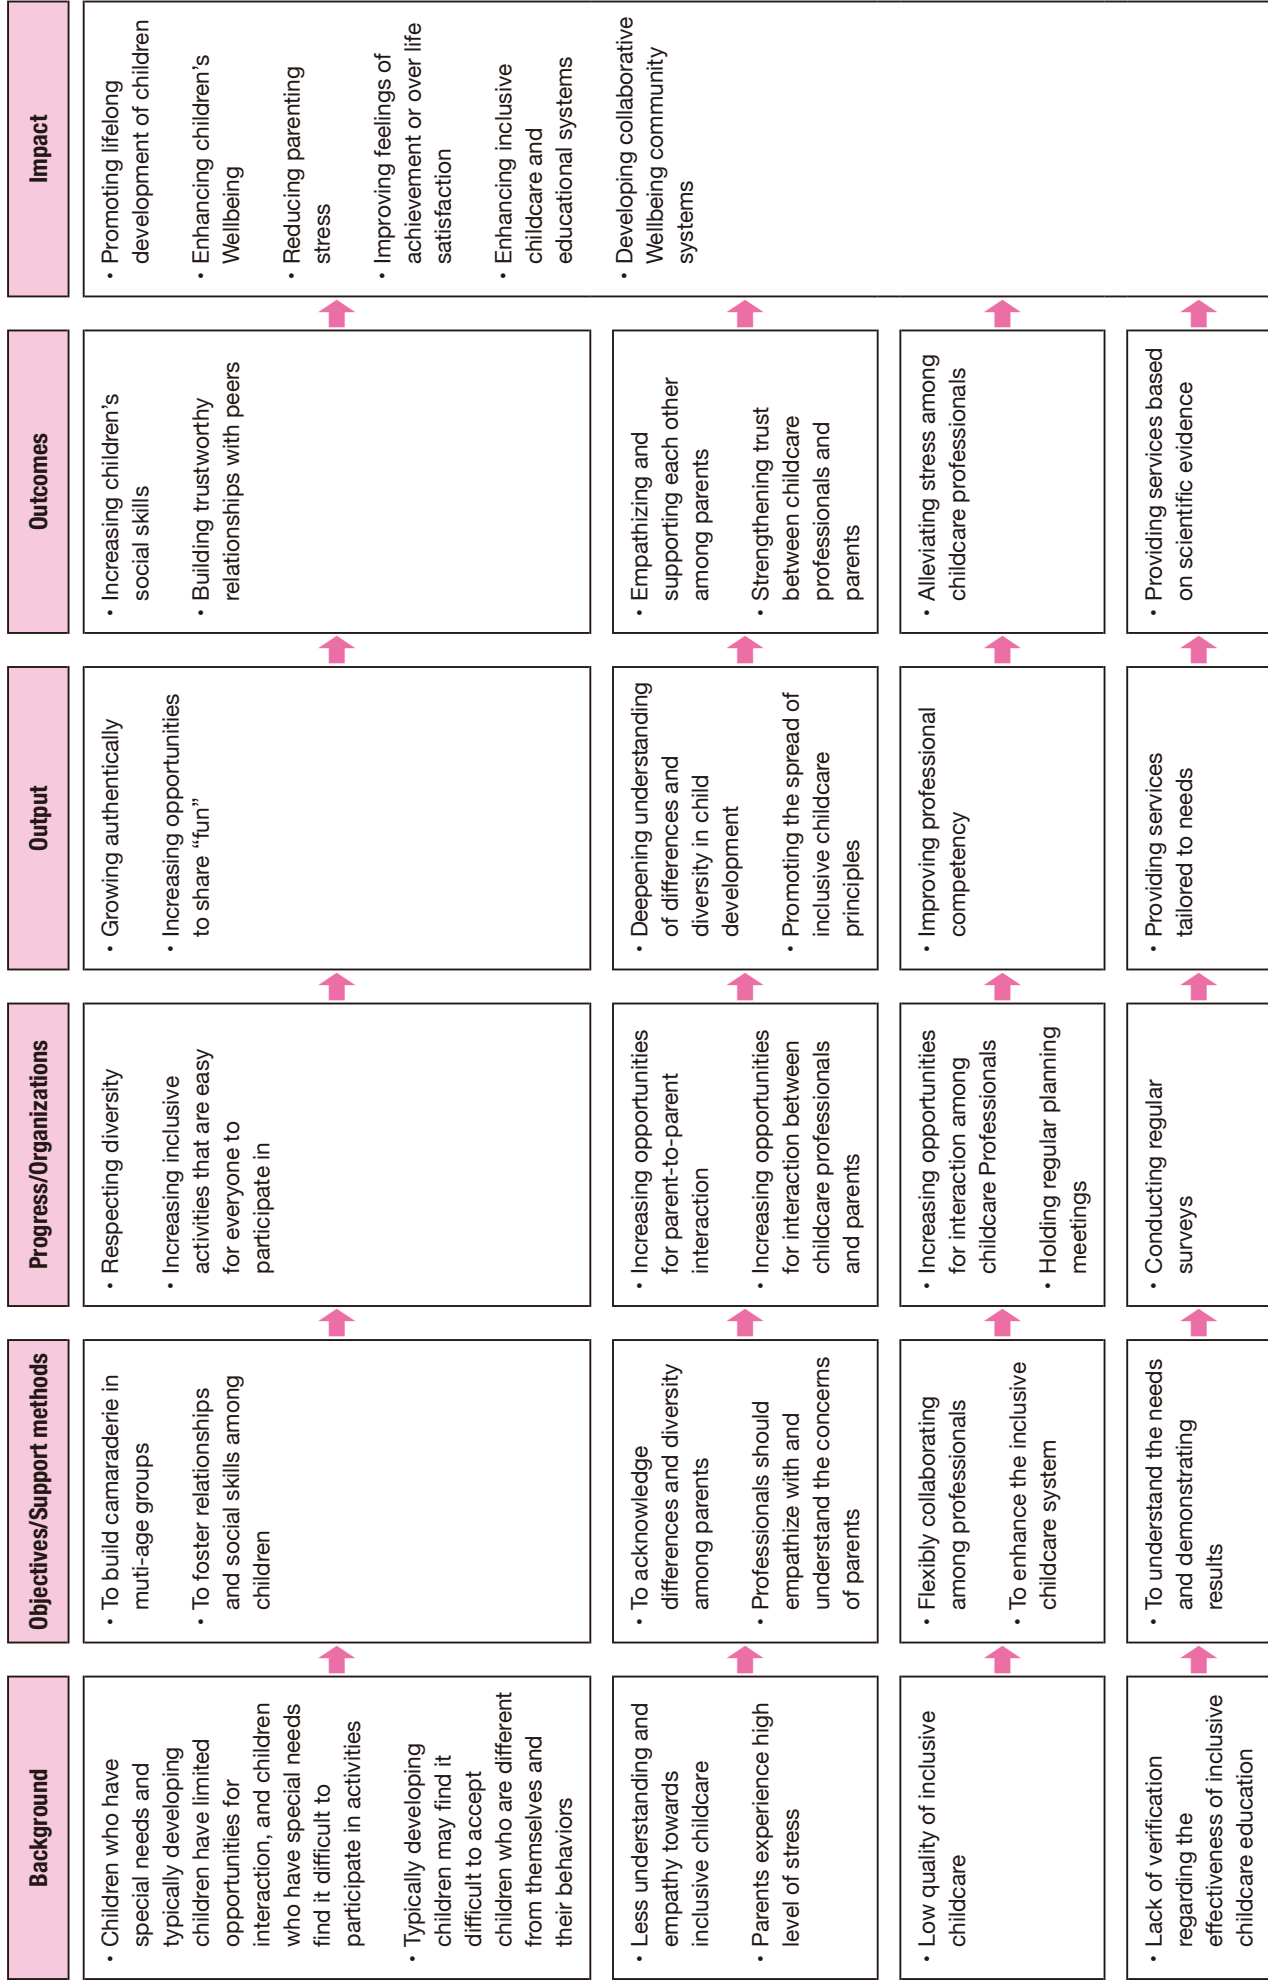 Background
Objectives/Support methods
Progress/Organizations
Output
Outcomes
Impact
• Children who have
special needs and
typically developing
children have limited
opportunities for
interaction, and children
who have special needs
find it difficult to
participate in activities
• Typically developing
children may find it
difficult to accept
children who are different
from themselves and
their behaviors
• To build camaraderie in
muti-age groups
• To foster relationships
and social skills among
children
• Respecting diversity
• Increasing inclusive
activities that are easy
for everyone to
participate in
• Growing authentically
• Increasing opportunities
to share “fun”
• Increasing children’s
social skills
• Building trustworthy
relationships with peers
• Promoting lifelong
development of children
• Enhancing children’s
Wellbeing
• Reducing parenting
stress
• Improving feelings of
achievement or over life
satisfaction
• Enhancing inclusive
childcare and
educational systems
• Developing collaborative
Wellbeing community
systems
• Less understanding and
empathy towards
inclusive childcare
• Parents experience high
level of stress
• To acknowledge
differences and diversity
among parents
• Professionals should
empathize with and
understand the concerns
of parents
• Increasing opportunities
for parent-to-parent
interaction
• Increasing opportunities
for interaction between
childcare professionals
and parents
• Deepening understanding
of differences and
diversity in child
development
• Promoting the spread of
inclusive childcare
principles
• Empathizing and
supporting each other
among parents
• Strengthening trust
between childcare
professionals and
parents
• Low quality of inclusive
childcare
• Flexibly collaborating
among professionals
• To enhance the inclusive
childcare system
• Increasing opportunities
for interaction among
childcare Professionals
• Holding regular planning
meetings
• Improving professional
competency
• Alleviating stress among
childcare professionals
• Lack of verification
regarding the
effectiveness of inclusive
childcare education
• To understand the needs
and demonstrating
results
• Conducting regular
surveys
• Providing services
tailored to needs
• Providing services based
on scientific evidence